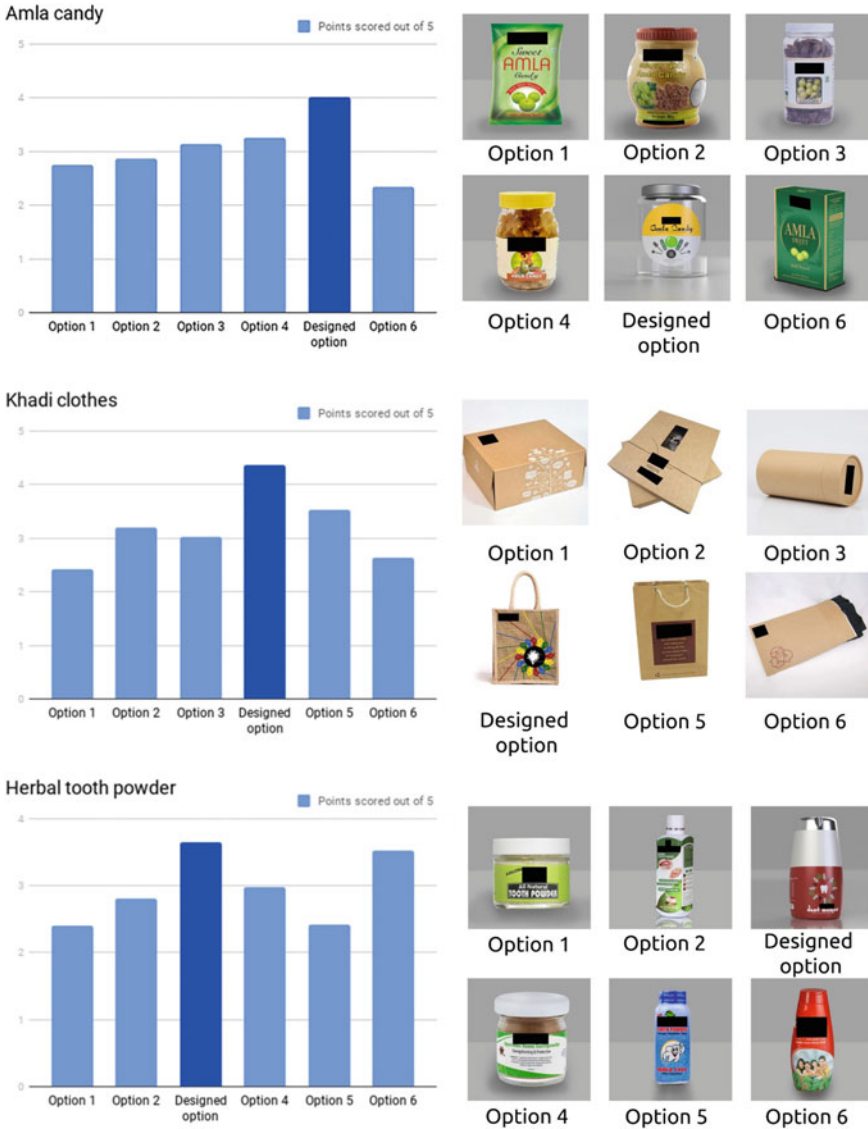 Amla candy
Points scored out of 5
5
4
3
2
1
0
Option 1 Option 2 Option 3 Option 4 Designed option Option 6
Sweet
AMLA
Candy
Option 1 Option 2 Option 3
Amla Candy
AMLA
SWEET
Option 4 Designed option Option 6
Khadi clothes
Points scored out of 5
5
4
3
2
1
0
Option 1 Option 2 Option 3 Designed option Option 5 Option 6
Option 1 Option 2 Option 3
Designed option Option 5 Option 6
Herbal tooth powder
Points scored out of 5
4
3
2
1
0
Option 1 Option 2 Designed option Option 4 Option 5 Option 6
All Natural
TOOTH POWDER
Option 1 Option 2 Designed option
Option 4 Option 5 Option 6